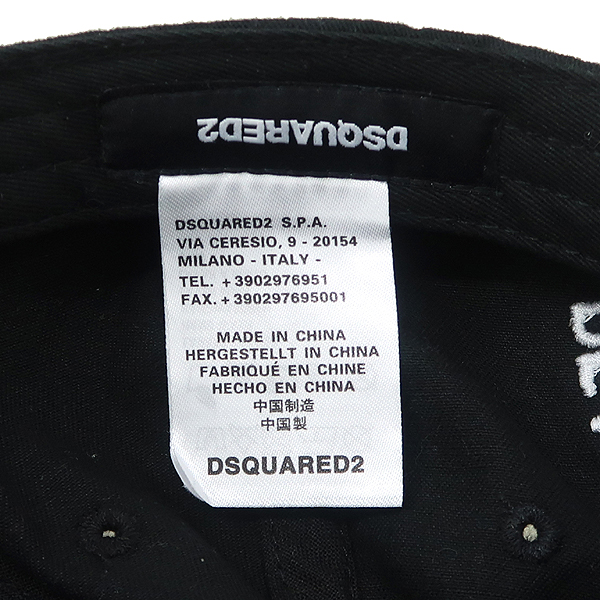 DSQUARED2
DSQUARED2 S.P.A.
VIA CERESIO, 9 - 20154
MILANO - ITALY -
TEL. +3902976951
FAX. +390297695001
MADE IN CHINA
HERGESTELLT IN CHINA
FABRIQUÉ EN CHINE
HECHO EN CHINA
中国制造
中国製
DSQUARED2